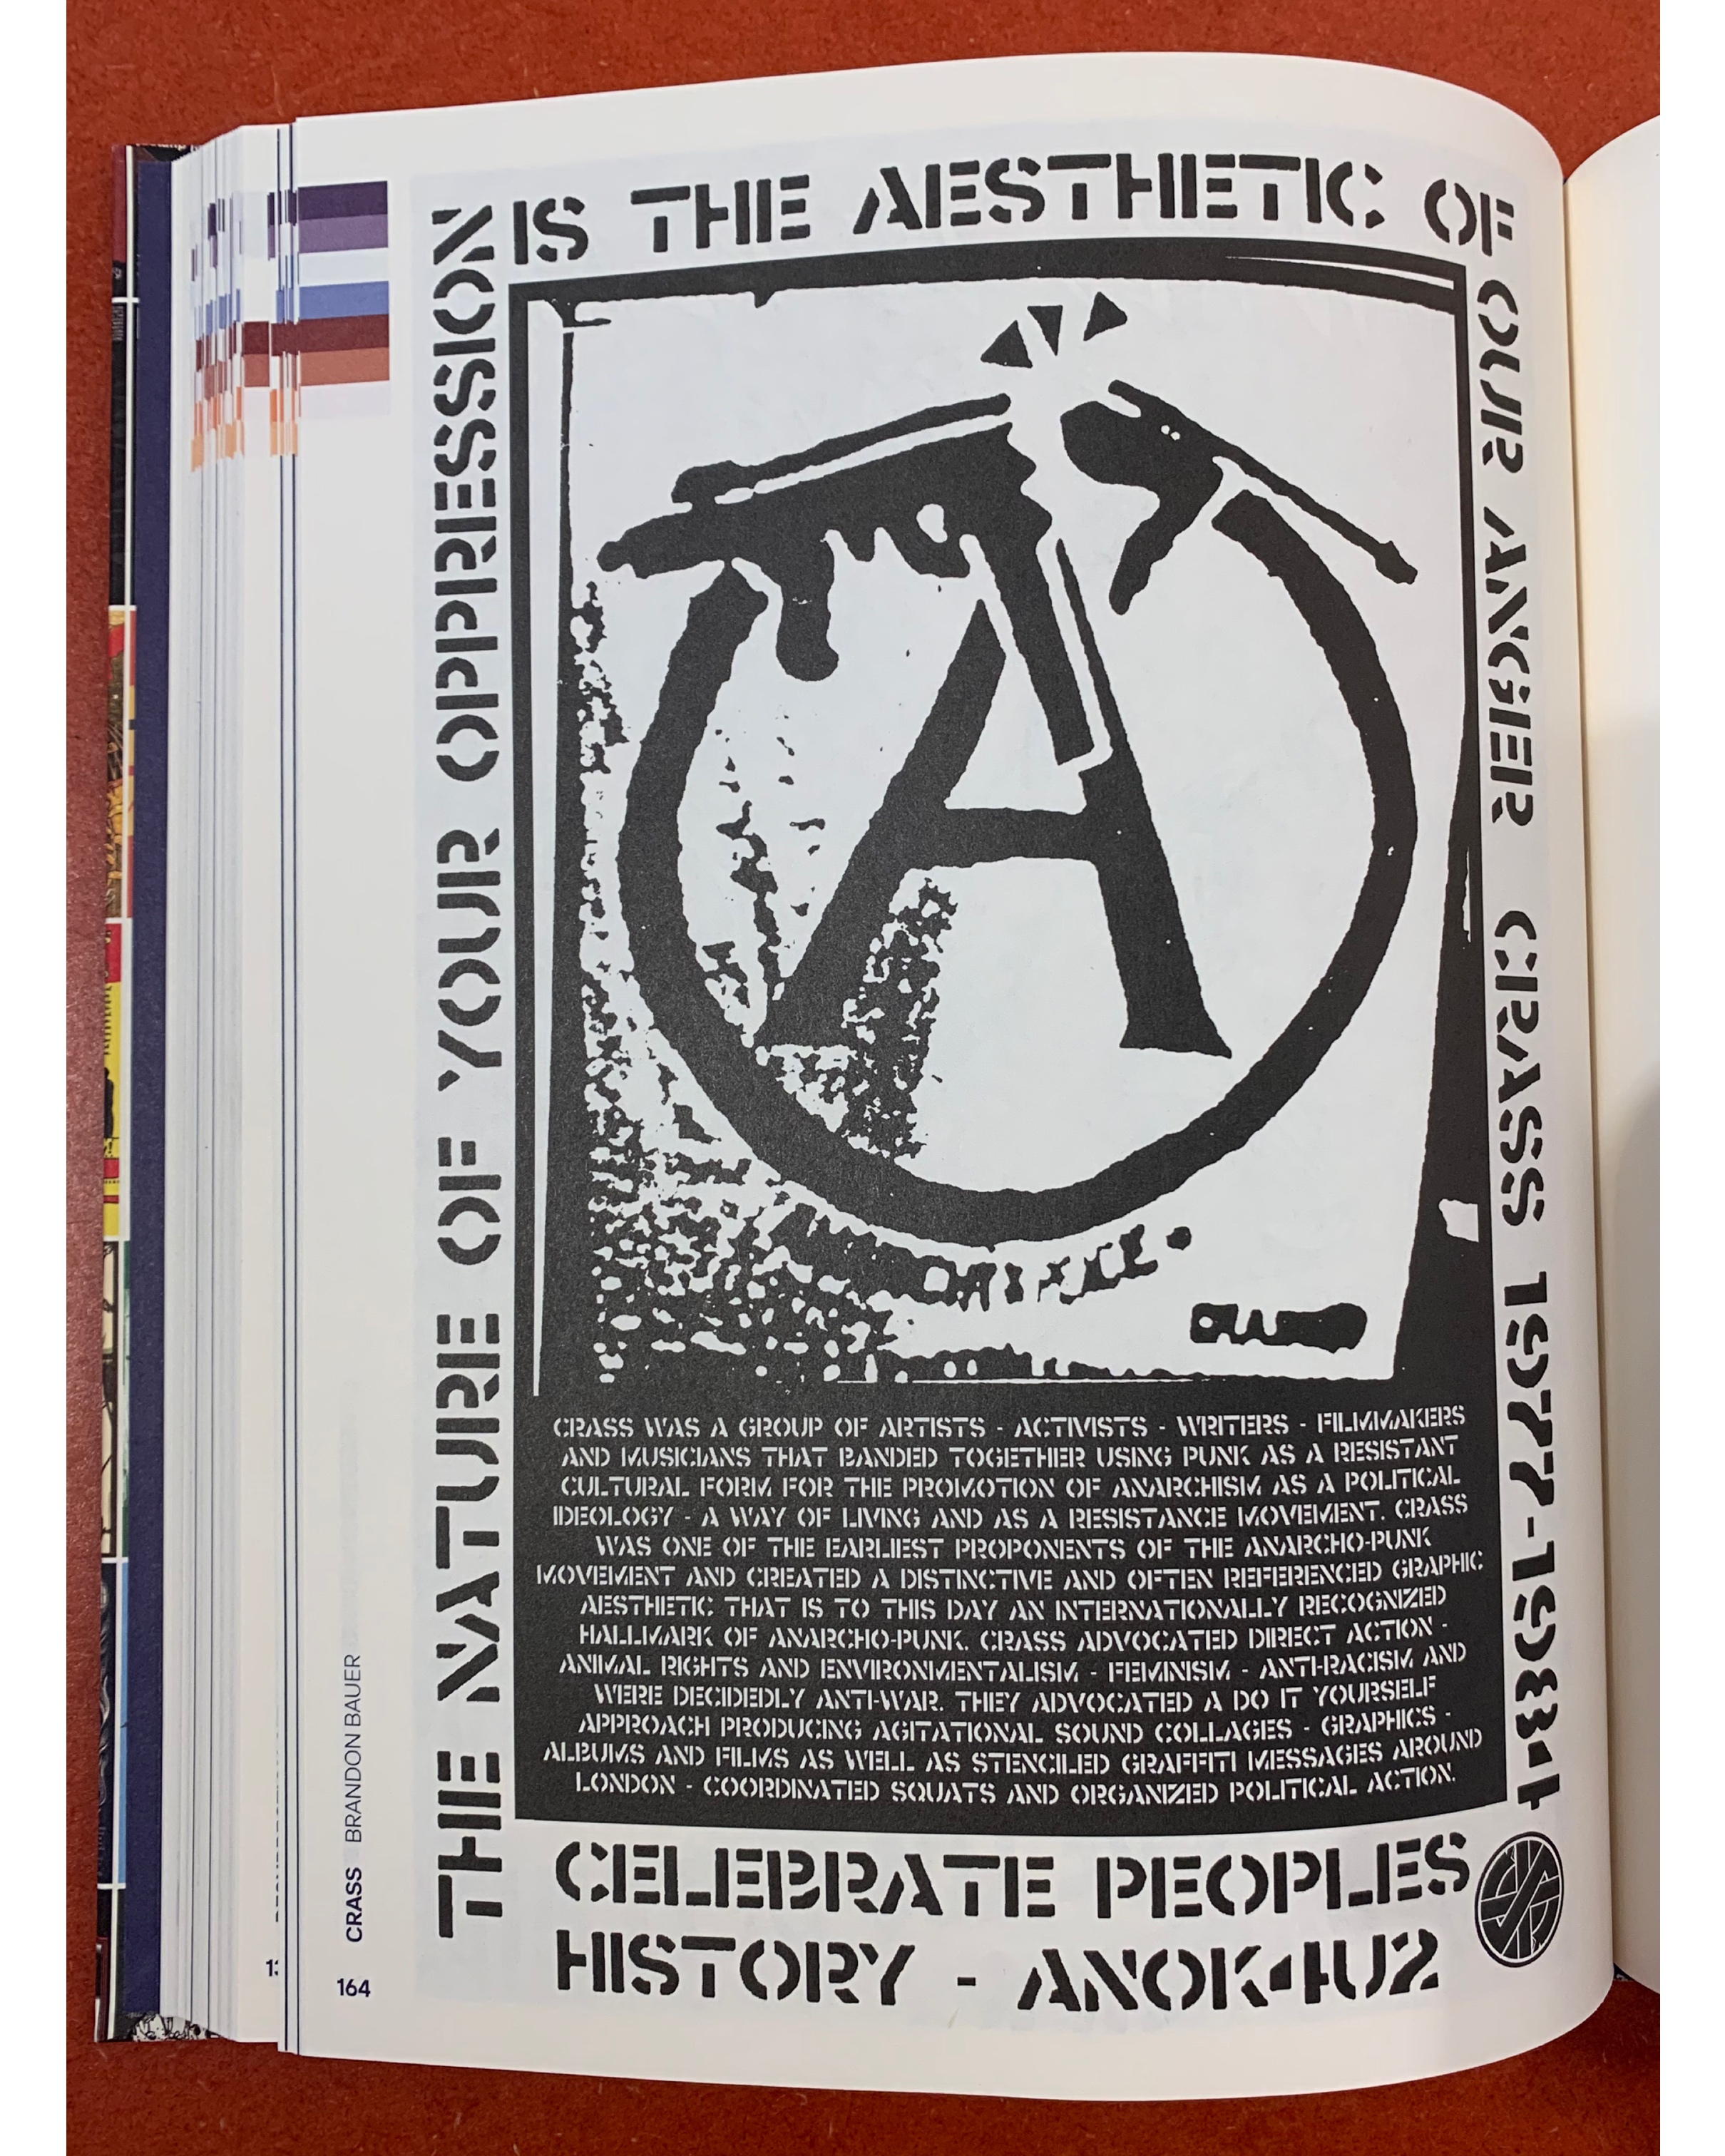 THE NATURE OF YOUR OPPRESSION
IS THE AESTHETIC OF
OUR ANGER CRASS 1977-1984
CRASS WAS A GROUP OF ARTISTS - ACTIVISTS - WRITERS - FILMMAKERS
AND MUSICIANS THAT BANDED TOGETHER USING PUNK AS A RESISTANT
CULTURAL FORM FOR THE PROMOTION OF ANARCHISM AS A POLITICAL
IDEOLOGY - A WAY OF LIVING AND AS A RESISTANCE MOVEMENT. CRASS
WAS ONE OF THE EARLIEST PROPONENTS OF THE ANARCHO-PUNK
MOVEMENT AND CREATED A DISTINCTIVE AND OFTEN REFERENCED GRAPHIC
AESTHETIC THAT IS TO THIS DAY AN INTERNATIONALLY RECOGNIZED
HALLMARK OF ANARCHO-PUNK. CRASS ADVOCATED DIRECT ACTION -
ANIMAL RIGHTS AND ENVIRONMENTALISM - FEMINISM - ANTI-RACISM AND
WERE DECIDEDLY ANTI-WAR. THEY ADVOCATED A DO IT YOURSELF
APPROACH PRODUCING AGITATIONAL SOUND COLLAGES - GRAPHICS -
ALBUMS AND FILMS AS WELL AS STENCILED GRAFFITI MESSAGES AROUND
LONDON - COORDINATED SQUATS AND ORGANIZED POLITICAL ACTION.
CELEBRATE PEOPLES
HISTORY - ANOK4U2
CRASS BRANDON BAUER
164